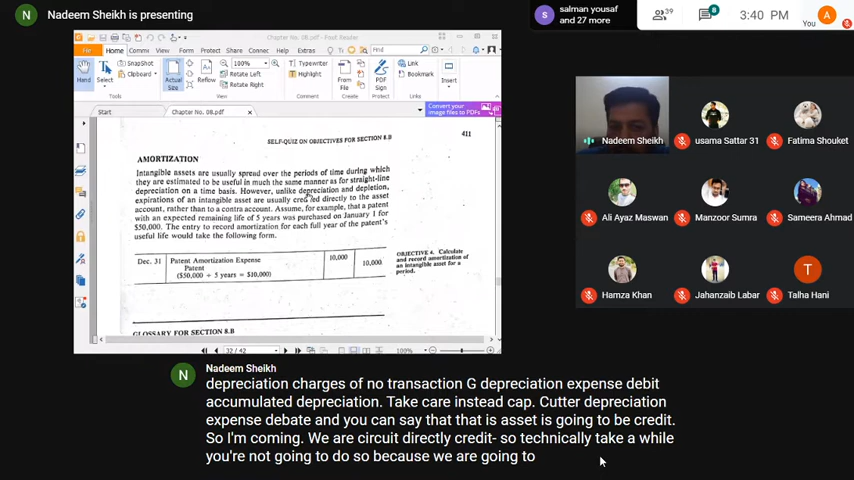 N
Nadeem Sheikh is presenting
S
salman yousaf
and 27 more
39
8
3:40 PM
A
You
Chapter No. 08.pdf - Foxit Reader
File
Home
Comment
View
Form
Protect
Share
Connect
Help
Extras
Find
Hand
Select
SnapShot
Clipboard
Actual
Size
Reflow
100%
Rotate Left
Rotate Right
Typewriter
Highlight
From
File
PDF
Sign
Link
Bookmark
Insert
Tools
View
Start
Chapter No. 08.pdf
Convert your
image files to PDF!
SELF-QUIZ ON OBJECTIVES FOR SECTION 8.B
411
AMORTIZATION
Intangible assets are usually spread over the periods of time during which
they are estimated to be useful in much the same manner as for straight-line
depreciation on a time basis. However, unlike depreciation and depletion,
expirations of an intangible asset are usually credited directly to the asset
account, rather than to a contra account. Assume, for example, that a patent
with an expected remaining life of 5 years was purchased on January 1 for
$50,000. The entry to record the amortization for each full year of the patent's
useful life would take the following form.
Dec. 31 Patent Amortization Expense 10,000
Patent 10,000
($50,000 ÷ 5 years = $10,000)
OBJECTIVE 4. Calculate
and record amortization of
an intangible asset for a
period.
GLOSSARY FOR SECTION 8.B
32 / 42
100%
Nadeem Sheikh
usama Sattar 31
Fatima Shouket
Ali Ayaz Maswan
Manzoor Sumra
Sameera Ahmad
T
Hamza Khan
Jahanzaib Labar
Talha Hani
N
Nadeem Sheikh
depreciation charges of no transaction G depreciation expense debit
accumulated depreciation. Take care instead cap. Cutter depreciation
expense debate and you can say that that is asset is going to be credit.
So I'm coming. We are circuit directly credit- so technically take a while
you're not going to do so because we are going to